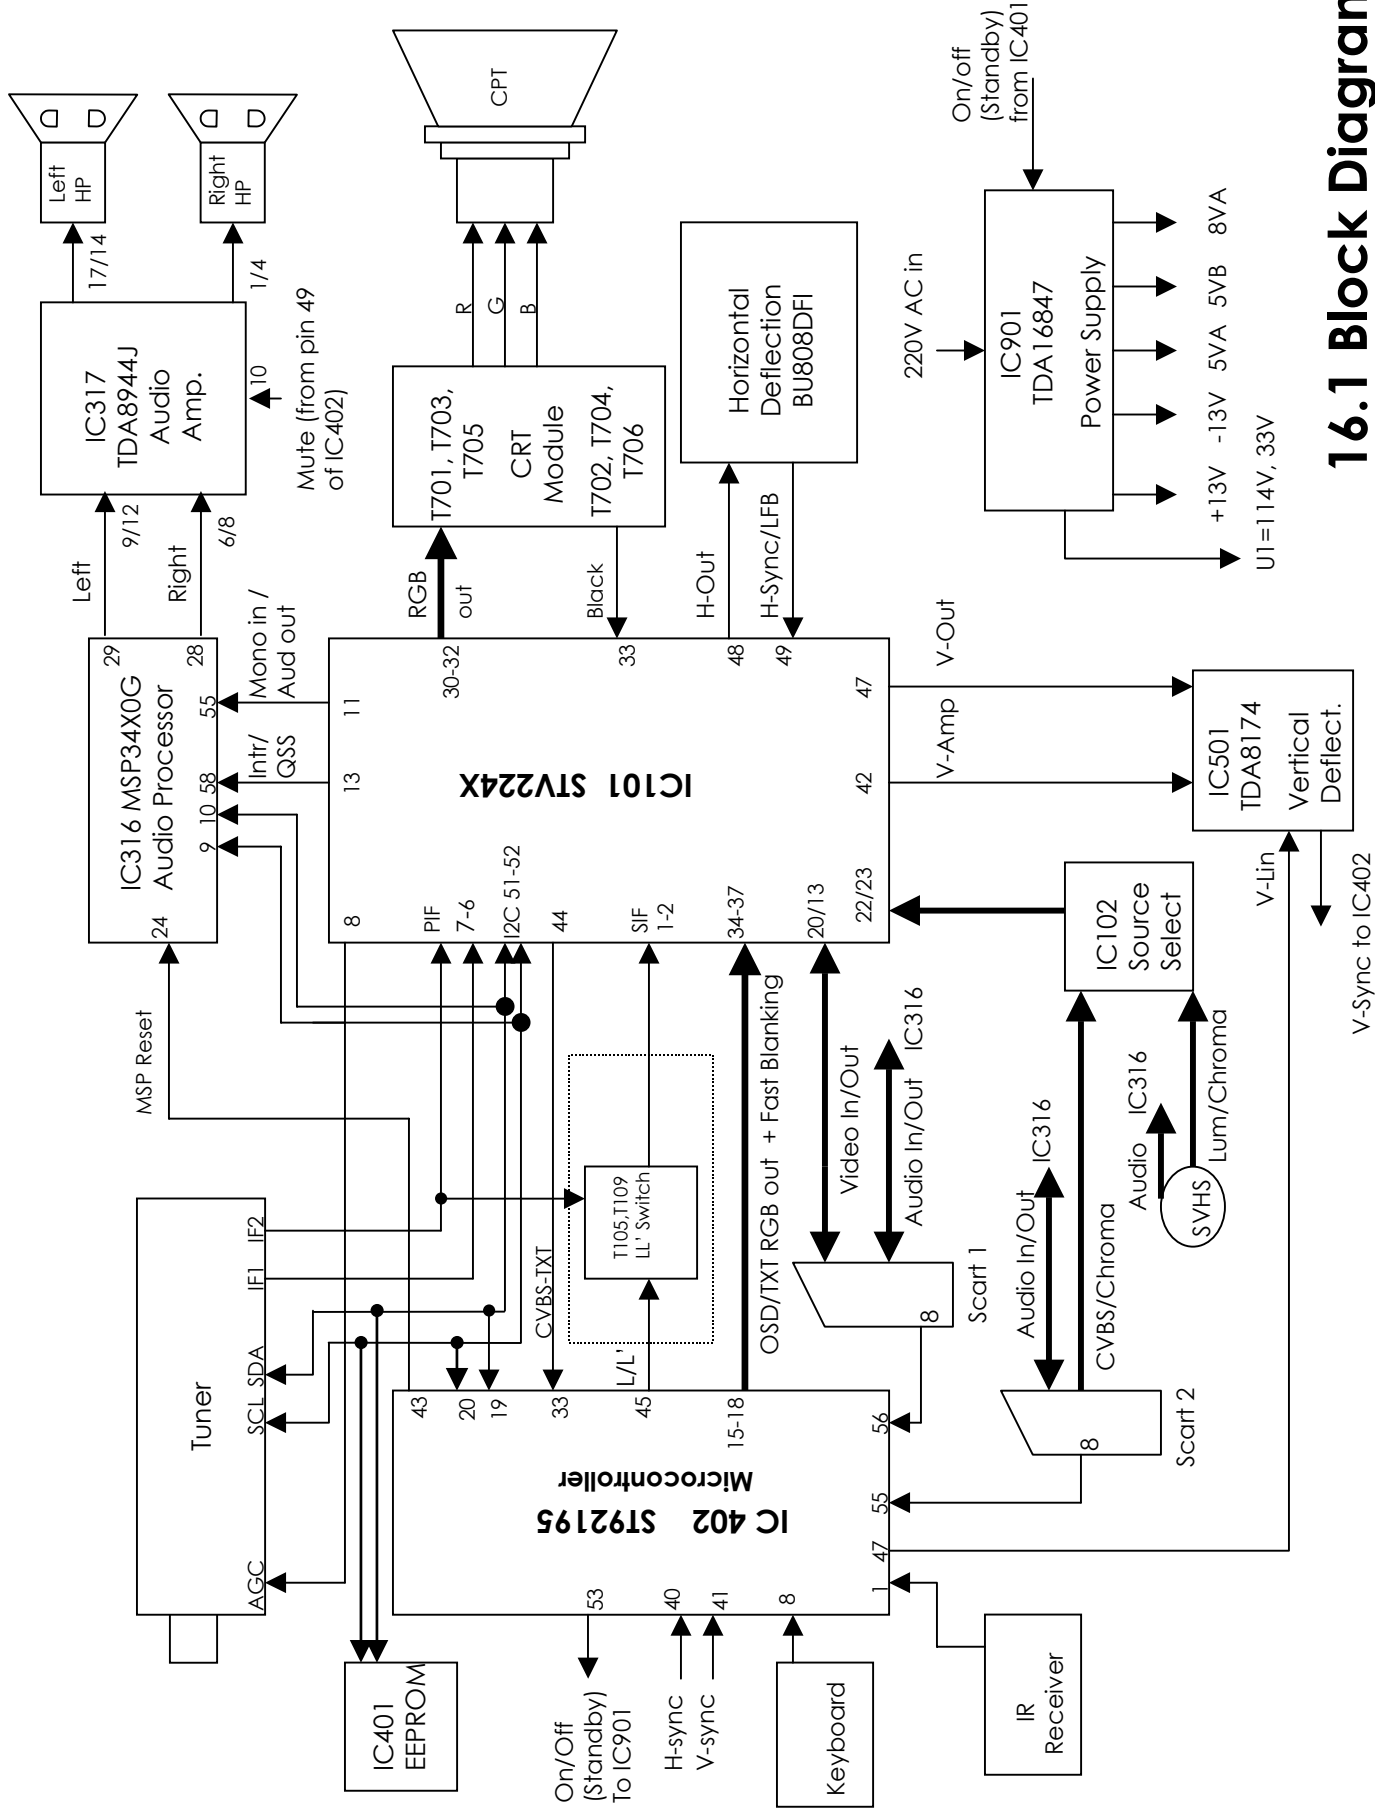 16.1 Block Diagram
Tuner
AGC
SCL
SDA
IF1
IF2
MSP Reset
IC316 MSP34X0G
Audio Processor
24
9
10
58
55
29
28
Left
Right
9/12
6/8
IC317
TDA8944J
Audio
Amp.
17/14
1/4
10
Mute (from pin 49
of IC402)
Left
HP
Right
HP
Intr/
QSS
Mono in /
Aud out
IC401
EEPROM
IC 402 ST92195
Microcontroller
43
20
19
33
45
15-18
56
55
47
1
53
40
41
8
On/Off
(Standby)
To IC901
H-sync
V-sync
Keyboard
IR
Receiver
CVBS-TXT
L/L'
T105,T109
LL' Switch
OSD/TXT RGB out + Fast Blanking
IC101 STV224X
8
PIF
7-6
I2C 51-52
44
SIF
1-2
34-37
20/13
22/23
13
11
30-32
33
48
49
47
42
RGB
out
Black
H-Out
H-Sync/LFB
T701, T703,
T705
CRT
Module
T702, T704,
T706
R
G
B
CPT
Horizontal
Deflection
BU808DFI
V-Out
V-Amp
IC501
TDA8174
Vertical
Deflect.
V-Lin
V-Sync to IC402
IC102
Source
Select
Video In/Out
Audio In/Out IC316
8
Scart 1
Audio In/Out IC316
CVBS/Chroma
8
Scart 2
Audio IC316
Lum/Chroma
SVHS
220V AC in
On/off
(Standby)
from IC401
IC901
TDA16847
Power Supply
+13V -13V 5VA 5VB 8VA
U1=114V, 33V